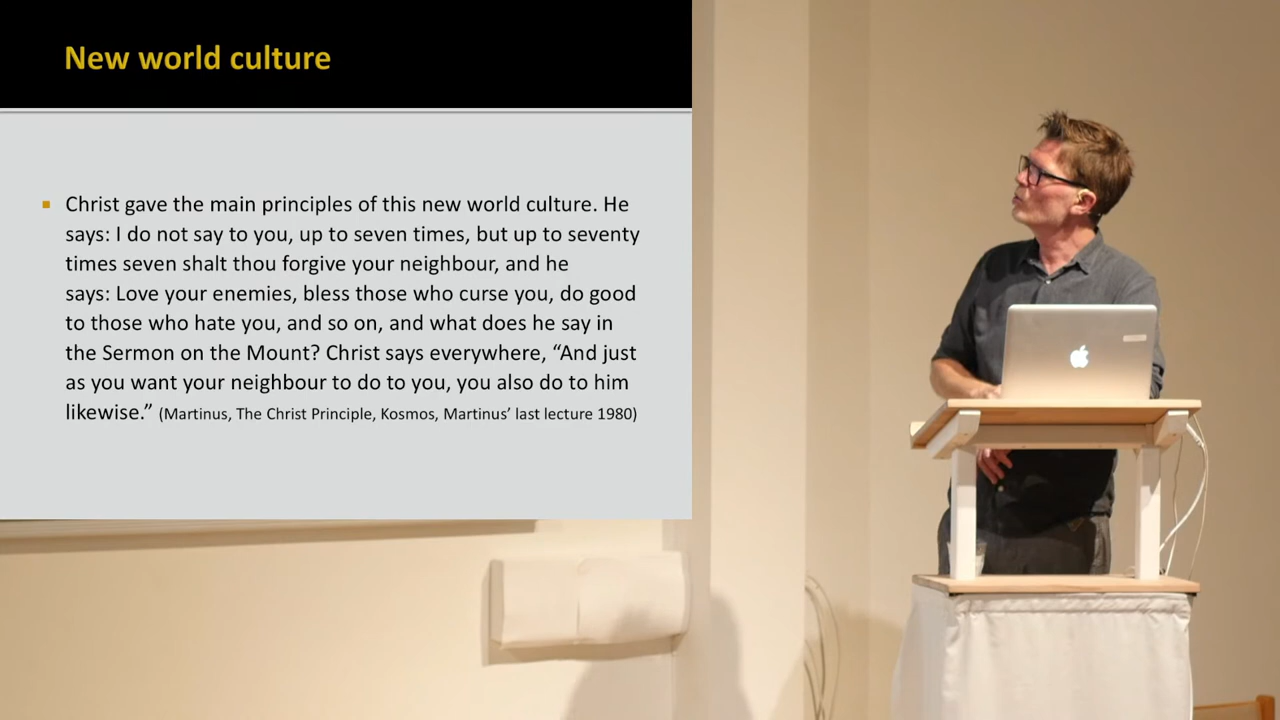 New world culture
Christ gave the main principles of this new world culture. He
says: I do not say to you, up to seven times, but up to seventy
times seven shalt thou forgive your neighbour, and he
says: Love your enemies, bless those who curse you, do good
to those who hate you, and so on, and what does he say in
the Sermon on the Mount? Christ says everywhere, “And just
as you want your neighbour to do to you, you also do to him
likewise.” (Martinus, The Christ Principle, Kosmos, Martinus’ last lecture 1980)